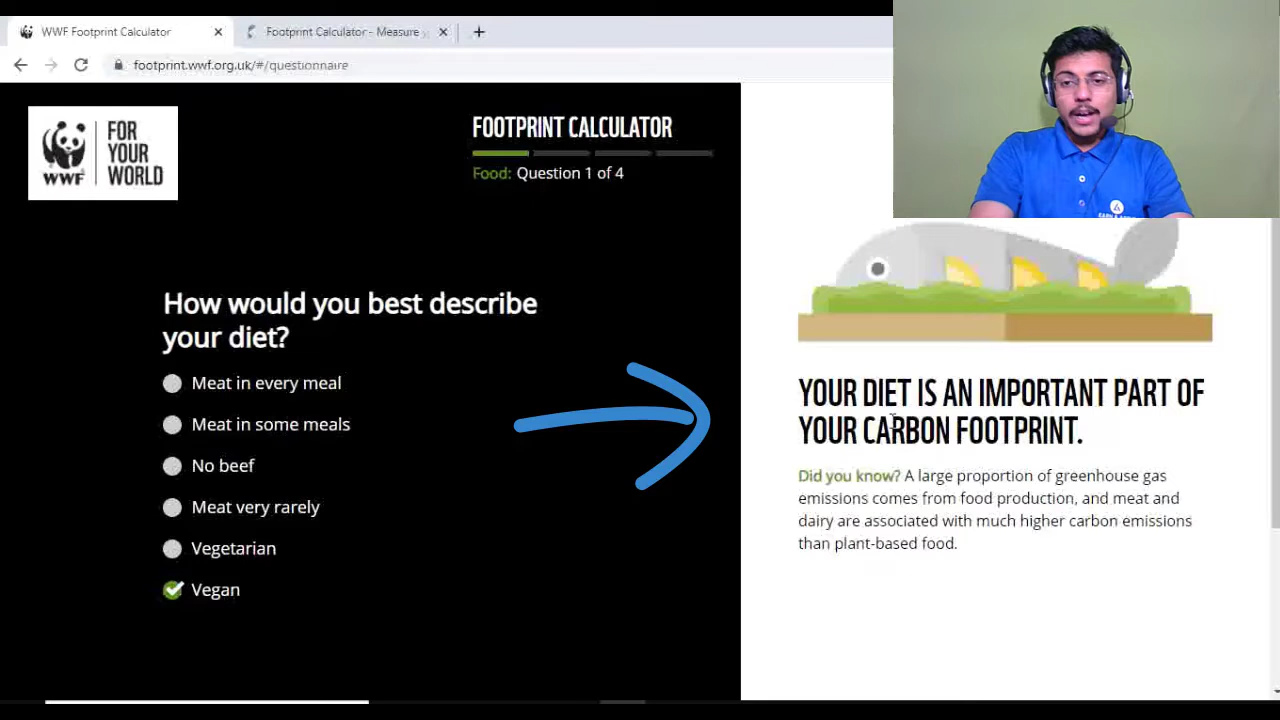 WWF Footprint Calculator
Footprint Calculator - Measure
footprint.wwf.org.uk/#/questionnaire
WWF
FOR
YOUR
WORLD
FOOTPRINT CALCULATOR
Food: Question 1 of 4
How would you best describe
your diet?
Meat in every meal
Meat in some meals
No beef
Meat very rarely
Vegetarian
Vegan
YOUR DIET IS AN IMPORTANT PART OF
YOUR CARBON FOOTPRINT.
Did you know? A large proportion of greenhouse gas
emissions comes from food production, and meat and
dairy are associated with much higher carbon emissions
than plant-based food.